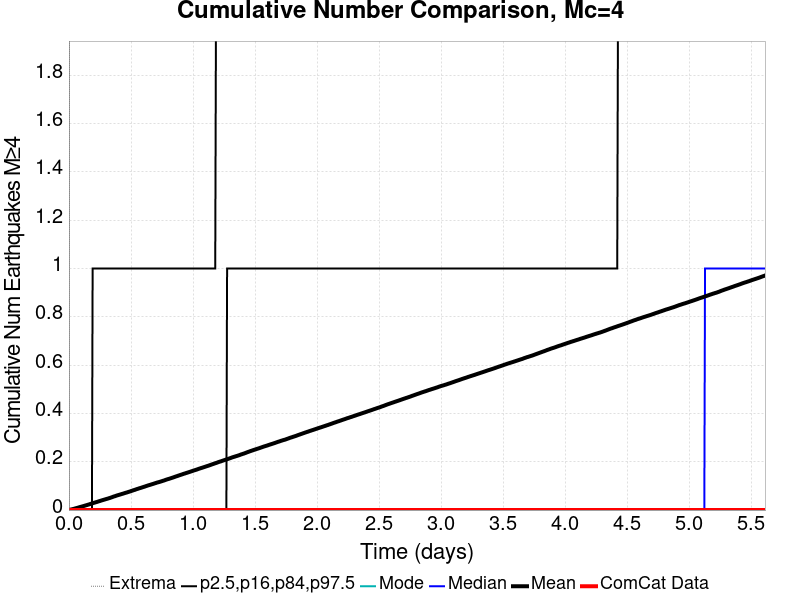 Cumulative Number Comparison, Mc=4
Cumulative Num Earthquakes M≥4
1.8
1.6
1.4
1.2
1
0.8
0.6
0.4
0.2
0
0.0 0.5 1.0 1.5 2.0 2.5 3.0 3.5 4.0 4.5 5.0 5.5
Time (days)
Extrema p2.5,p16,p84,p97.5 Mode Median Mean ComCat Data